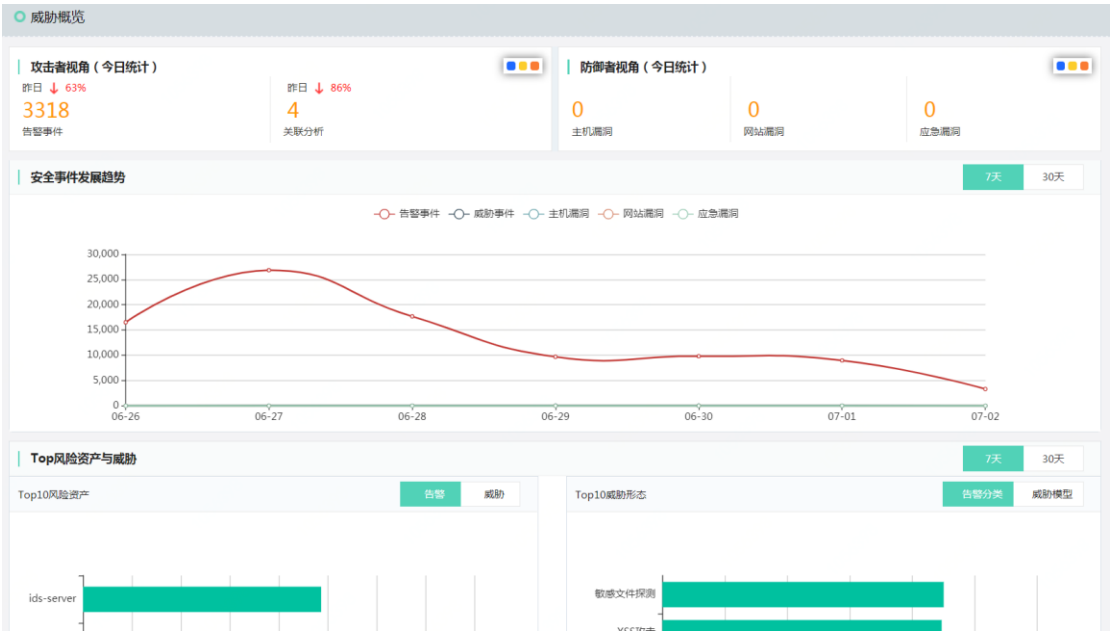 威胁概览
攻击者视角（今日统计）
昨日 ↓ 63%
3318
告警事件
昨日 ↓ 86%
4
关联分析
防御者视角（今日统计）
0
主机漏洞
0
网站漏洞
0
应急漏洞
安全事件发展趋势
7天 30天
告警事件 威胁事件 主机漏洞 网站漏洞 应急漏洞
30,000
25,000
20,000
15,000
10,000
5,000
0
06-26 06-27 06-28 06-29 06-30 07-01 07-02
Top风险资产与威胁
7天 30天
Top10风险资产
告警 威胁
ids-server
Top10威胁形态
告警分类 威胁模型
敏感文件探测
XSS攻击